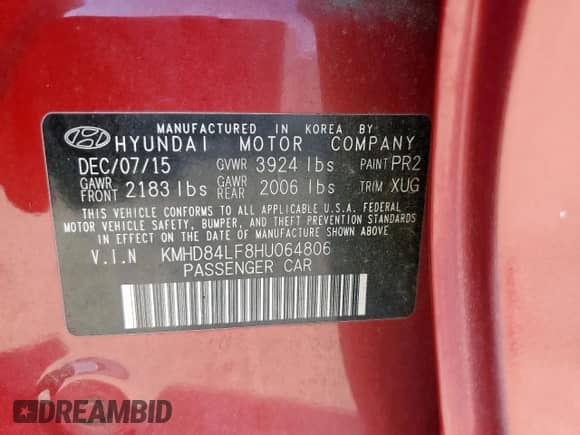 MANUFACTURED IN KOREA BY
HYUNDAI MOTOR COMPANY
DEC/07/15 GVWR 3924 lbs PAINT PR2
GAWR FRONT 2183 lbs GAWR REAR 2006 lbs TRIM XUG
THIS VEHICLE CONFORMS TO ALL APPLICABLE U.S.A. FEDERAL
MOTOR VEHICLE SAFETY, BUMPER, AND THEFT PREVENTION STANDARDS
IN EFFECT ON THE DATE OF MANUFACTURE SHOWN ABOVE.
V.I.N KMHD84LF8HU064806
PASSENGER CAR
DREAMBID